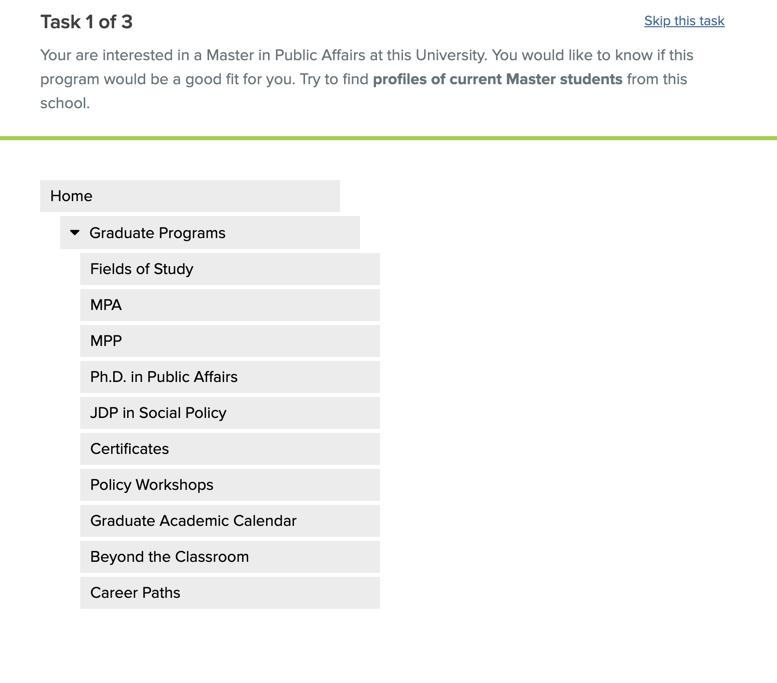 Task 1 of 3
Skip this task
Your are interested in a Master in Public Affairs at this University. You would like to know if this
program would be a good fit for you. Try to find profiles of current Master students from this
school.
Home
Graduate Programs
Fields of Study
MPA
MPP
Ph.D. in Public Affairs
JDP in Social Policy
Certificates
Policy Workshops
Graduate Academic Calendar
Beyond the Classroom
Career Paths